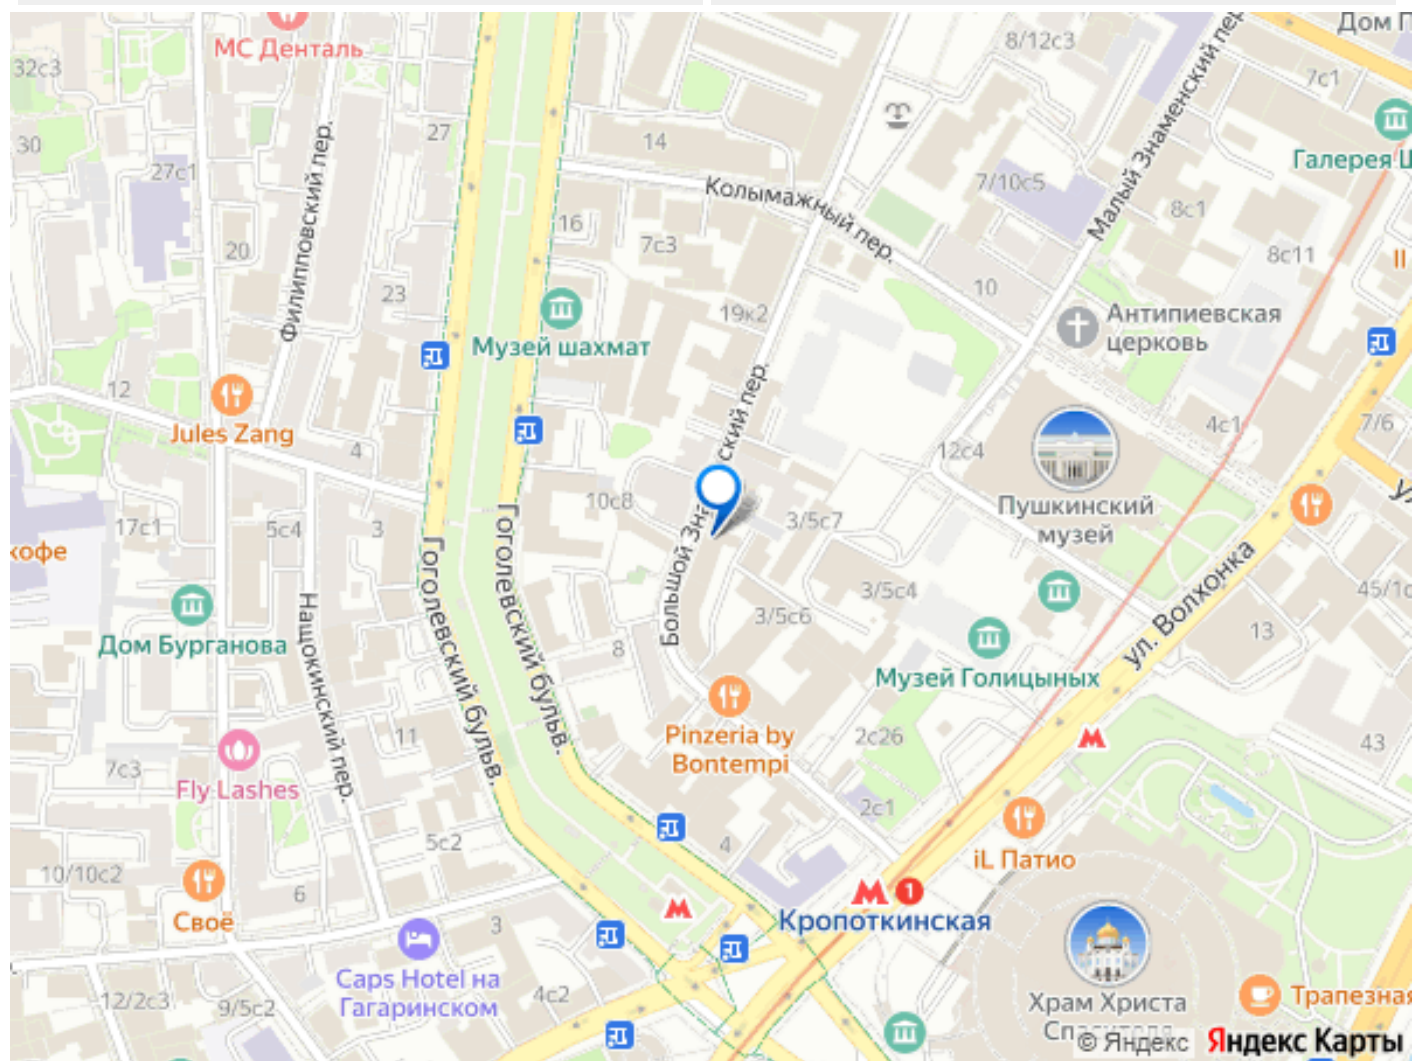 Дом П
МС Денталь
8/12с3
32с3
7с1
27
14
30
Галерея Ш
27с1
Филипповский пер.
Колымажный пер.
7/10с5
Малый Знаменский пер.
8с1
16
20
7с3
8с11
II
23
10
19к2
Антипиевская
церковь
Музей шахмат
12
Jules Zang
4
4с1
7/6
12с4
10с8
Пушкинский
музей
17с1
5с4
3
3/5с7
кофе
Большой Зна
ский пер.
Гоголевский бульв.
Гоголевский бульв.
ул. Волхонка
3/5с4
45/1с
Нащокинский пер.
3/5с6
13
Дом Бурганова
8
Музей Голицыных
Pinzeria by
Bontempi
11
2с26
43
7с3
Fly Lashes
2с1
5с2
4
iL Патио
10/10с2
6
Своё
М
1
Кропоткинская
3
Caps Hotel на
Гагаринском
4с2
12/2с3
9/5с2
Храм Христа
Спасителя
Трапезная
© Яндекс Яндекс Карты